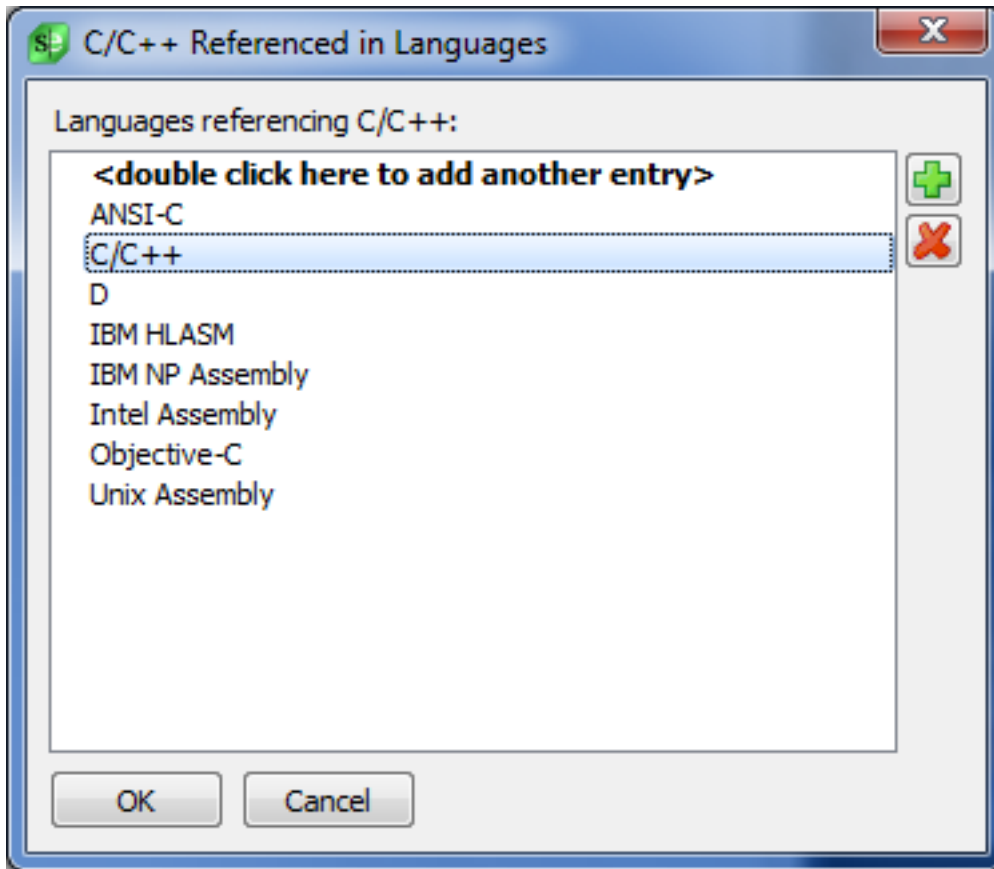 C/C++ Referenced in Languages
Languages referencing C/C++:
<double click here to add another entry>
ANSI-C
C/C++
D
IBM HLASM
IBM NP Assembly
Intel Assembly
Objective-C
Unix Assembly
OK
Cancel